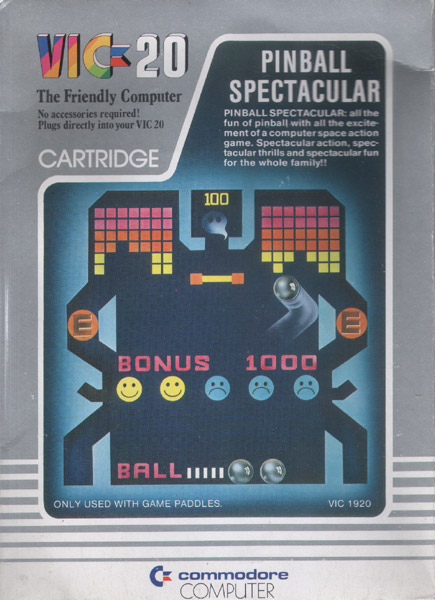 VIC-20
The Friendly Computer
No accessories required!
Plugs directly into your VIC 20
CARTRIDGE
PINBALL
SPECTACULAR
PINBALL SPECTACULAR: all the
fun of pinball with all the excite-
ment of a computer space action
game. Spectacular action, spec-
tacular thrills and spectacular fun
for the whole family!!
100
E
E
BONUS 1000
BALL
ONLY USED WITH GAME PADDLES.
VIC 1920
commodore
COMPUTER